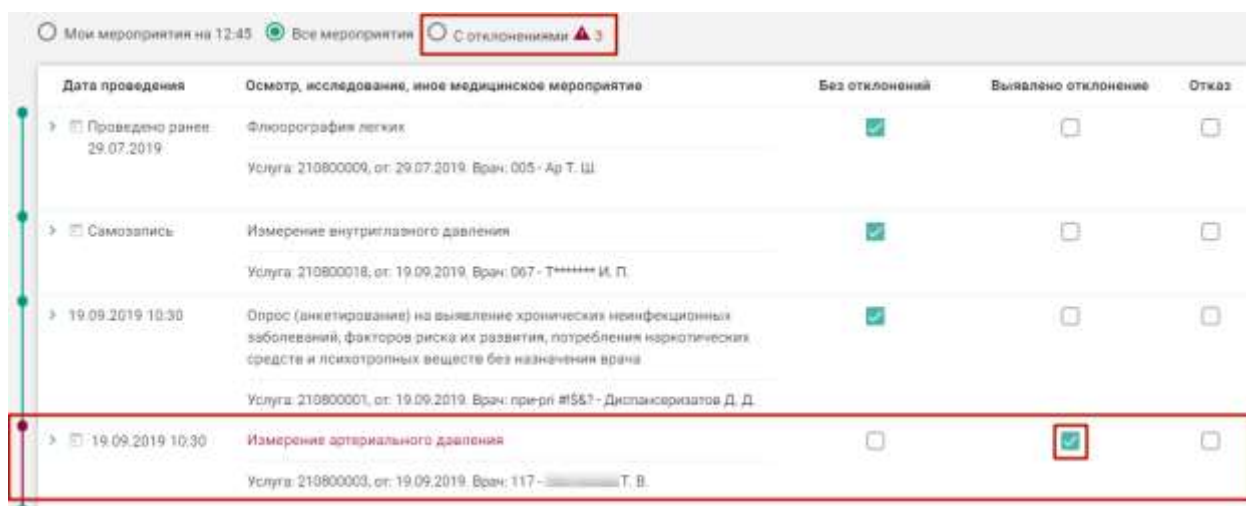 Мои мероприятия на 12:45 Все мероприятия С отклонениями 3
Дата проведения Осмотр, исследование, иное медицинское мероприятие Без отклонений Выявлено отклонение Отказ
Проведено ранее Флюорография легких
29.07.2019
Услуга: 210800009, от: 29.07.2019. Врач: 005 - Ар Т. Ш.
Самозапись Измерение внутриглазного давления
Услуга: 210800018, от: 19.09.2019. Врач: 067 - Т******* И. П.
19.09.2019 10:30 Опрос (анкетирование) на выявление хронических неинфекционных
заболеваний, факторов риска их развития, потребления наркотических
средств и психотропных веществ без назначения врача
Услуга: 210800001, от: 19.09.2019. Врач: при-pri #!$&? - Диспансеризатов Д. Д.
19.09.2019 10:30 Измерение артериального давления
Услуга: 210800003, от: 19.09.2019. Врач: 117 - Т. В.